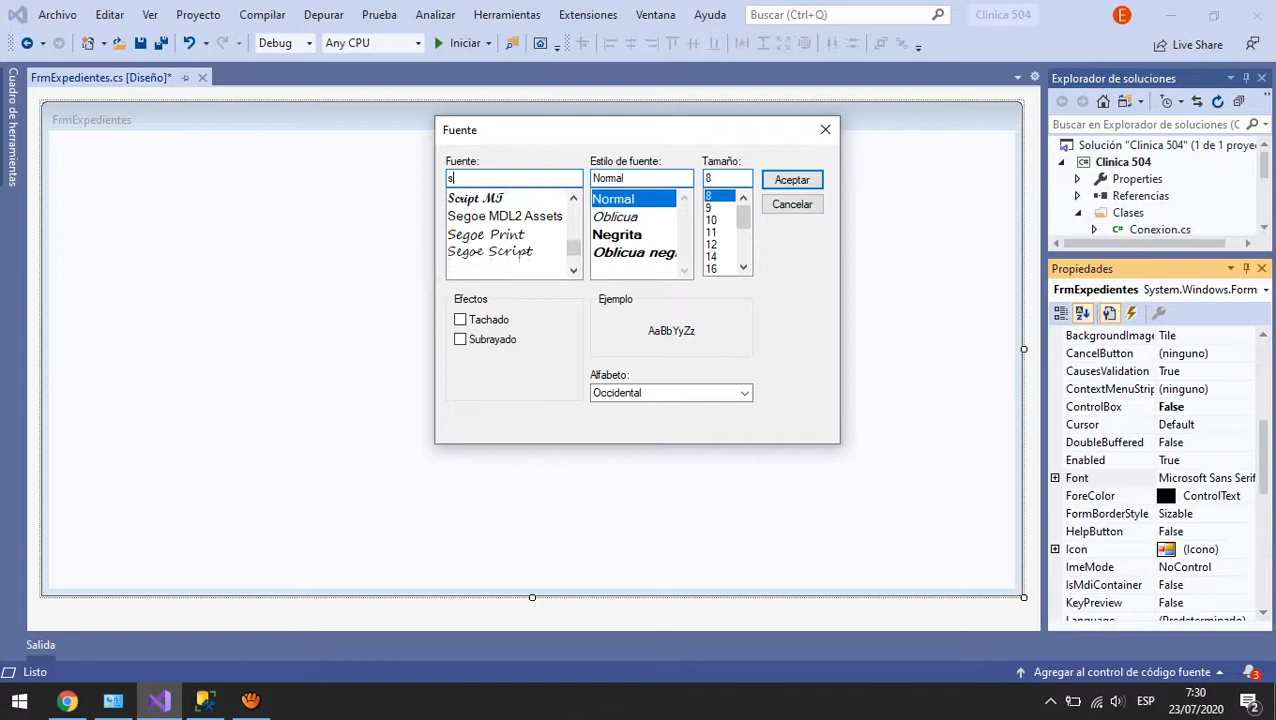 Archivo Editar Ver Proyecto Compilar Depurar Prueba Analizar Herramientas Extensiones Ventana Ayuda Buscar (Ctrl+Q) Clinica 504 E
Debug Any CPU Iniciar Live Share
Cuadro de herramientas
FrmExpedientes.cs [Diseño]*
FrmExpedientes
Fuente
Fuente:
s
Script MT
Segoe MDL2 Assets
Segoe Print
Segoe Script
Estilo de fuente:
Normal
Normal
Oblicua
Negrita
Oblicua neg
Tamaño:
8
8
9
10
11
12
14
16
Aceptar
Cancelar
Efectos
Tachado
Subrayado
Ejemplo
AaBbYyZz
Alfabeto:
Occidental
Explorador de soluciones
Buscar en Explorador de soluciones (C
Solución "Clinica 504" (1 de 1 proye
Clinica 504
Properties
Referencias
Clases
Conexion.cs
Propiedades
FrmExpedientes System.Windows.Form
BackgroundImage Tile
CancelButton (ninguno)
CausesValidation True
ContextMenuStrip (ninguno)
ControlBox False
Cursor Default
DoubleBuffered False
Enabled True
Font Microsoft Sans Serif
ForeColor ControlText
FormBorderStyle Sizable
HelpButton False
Icon (Icono)
ImeMode NoControl
IsMdiContainer False
KeyPreview False
Language (Predeterminado)
Salida
Listo Agregar al control de código fuente 3
ESP 7:30
23/07/2020 2